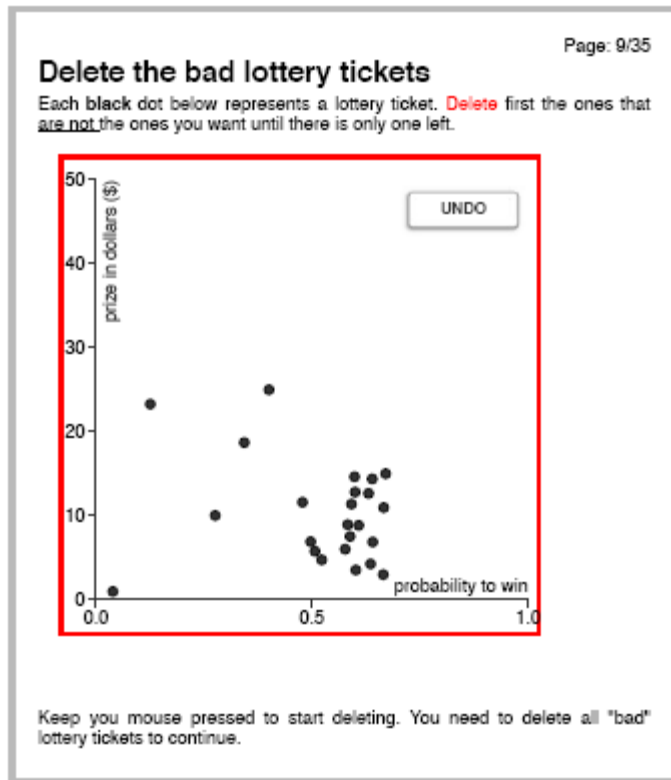 Page: 9/35
Delete the bad lottery tickets
Each black dot below represents a lottery ticket. Delete first the ones that
are not the ones you want until there is only one left.
50
prize in dollars ($)
UNDO
40
30
20
10
0
probability to win
0.0
0.5
1.0
Keep you mouse pressed to start deleting. You need to delete all "bad"
lottery tickets to continue.